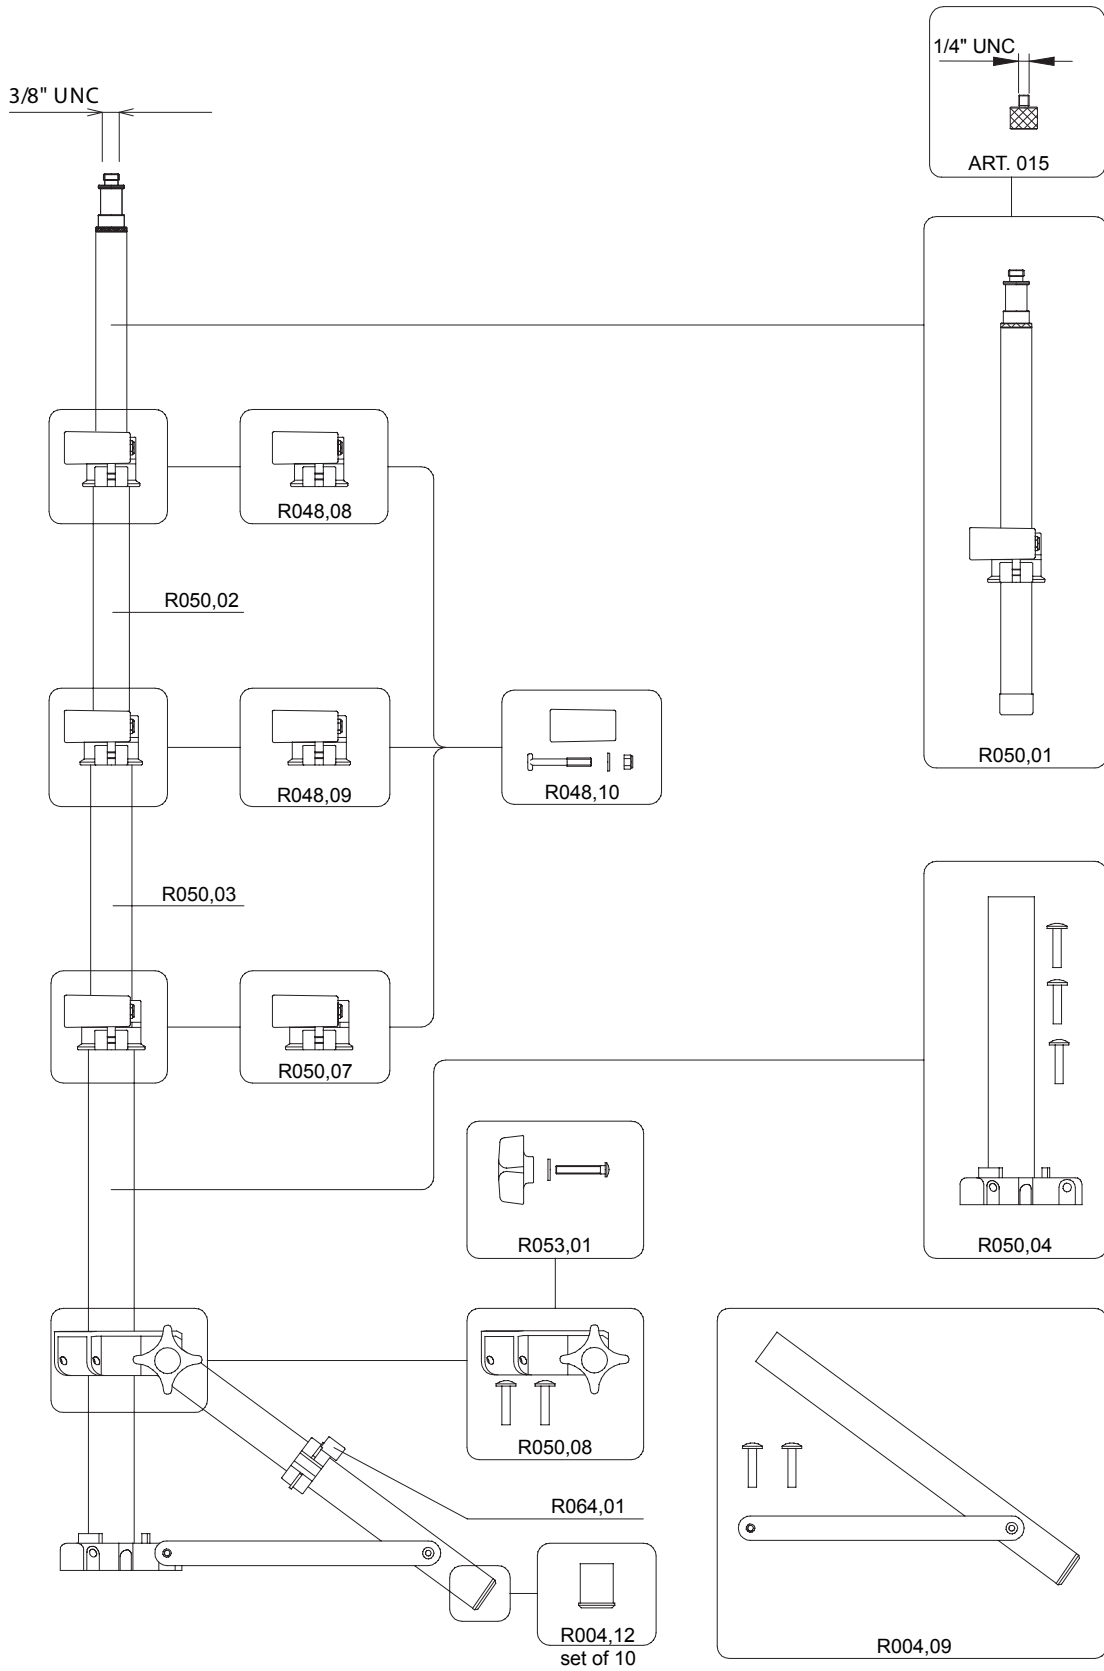 1/4" UNC
3/8" UNC
ART. 015
R048,08
R050,02
R050,01
R048,09
R048,10
R050,03
R050,07
R053,01
R050,04
R050,08
R064,01
R004,12
set of 10
R004,09